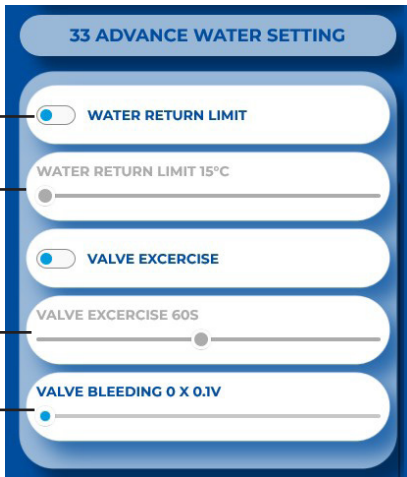 33 ADVANCE WATER SETTING
WATER RETURN LIMIT
WATER RETURN LIMIT 15°C
VALVE EXCERCISE
VALVE EXCERCISE 60S
VALVE BLEEDING 0 X 0.1V